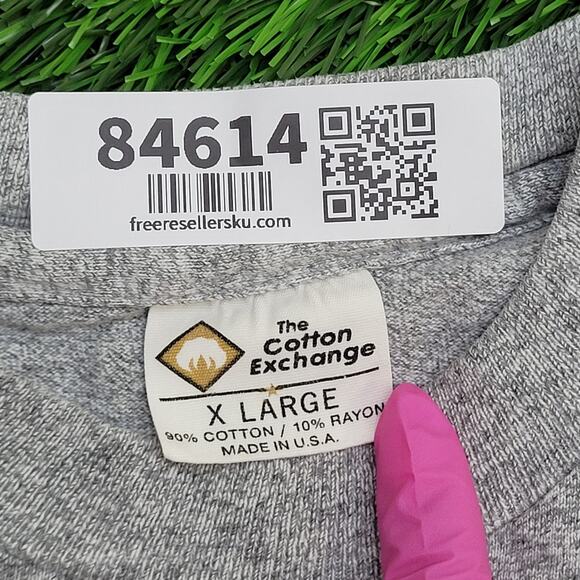 84614
freeresellersku.com
The
Cotton
Exchange
X LARGE
90% COTTON / 10% RAYON
MADE IN U.S.A.